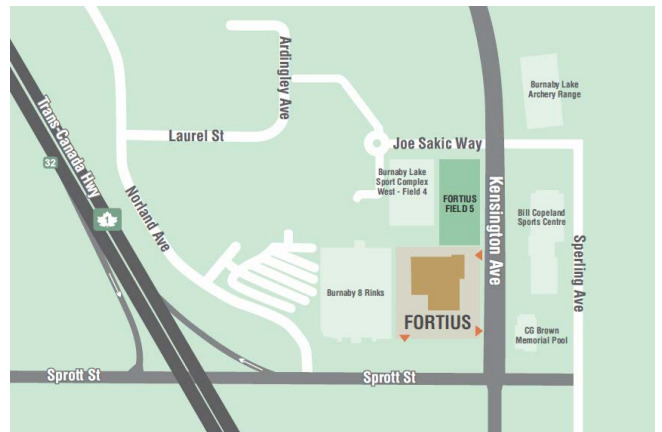 Ardingley Ave
Trans-Canada Hwy
Laurel St
32
1
Norland Ave
Joe Sakic Way
Burnaby Lake
Archery Range
Burnaby Lake
Sport Complex
West - Field 4
FORTIUS
FIELD 5
Kensington Ave
Bill Copeland
Sports Centre
Sperling Ave
Burnaby 8 Rinks
FORTIUS
CG Brown
Memorial Pool
Sprott St
Sprott St